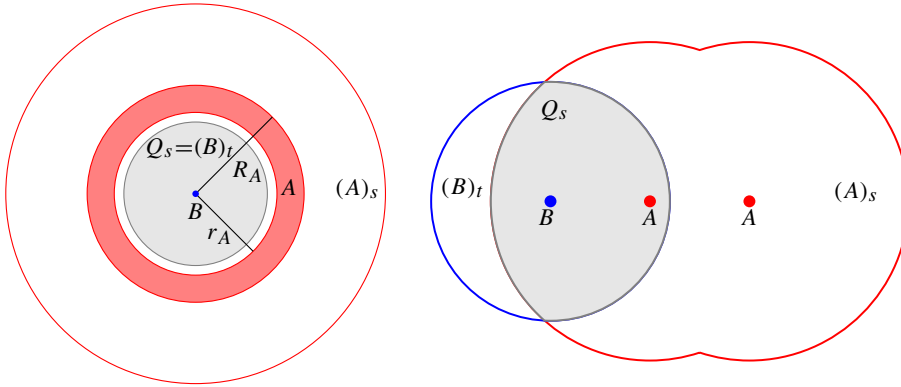 Q_s=(B)_t
R_A
A
(A)_s
B
r_A
Q_s
(B)_t
(A)_s
B
A
A